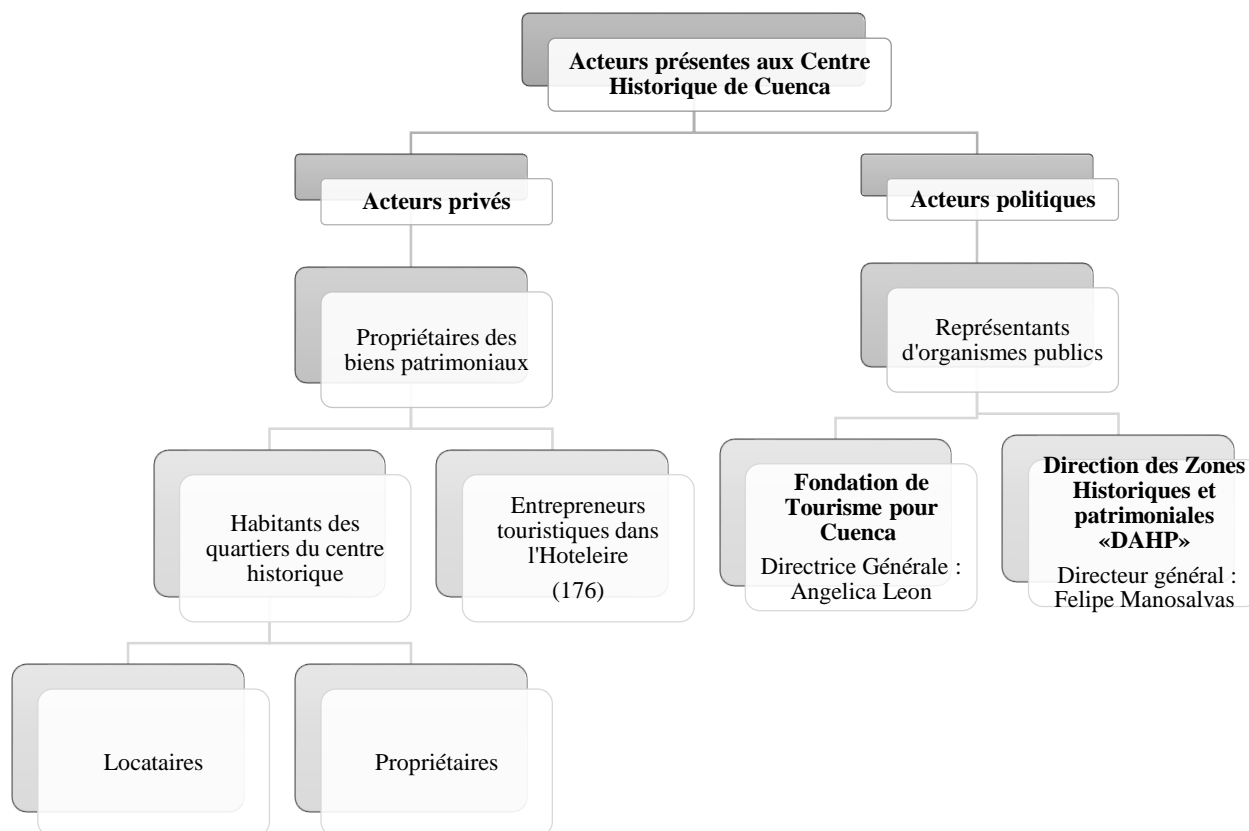 Acteurs présentes aux Centre
Historique de Cuenca
Acteurs privés
Acteurs politiques
Propriétaires des
biens patrimoniaux
Représentants
d'organismes publics
Habitants des
quartiers du centre
historique
Entrepreneurs
touristiques dans
l'Hoteleire
(176)
Fondation de
Tourisme pour
Cuenca
Directrice Générale :
Angelica Leon
Direction des Zones
Historiques et
patrimoniales
«DAHP»
Directeur général :
Felipe Manosalvas
Locataires
Propriétaires